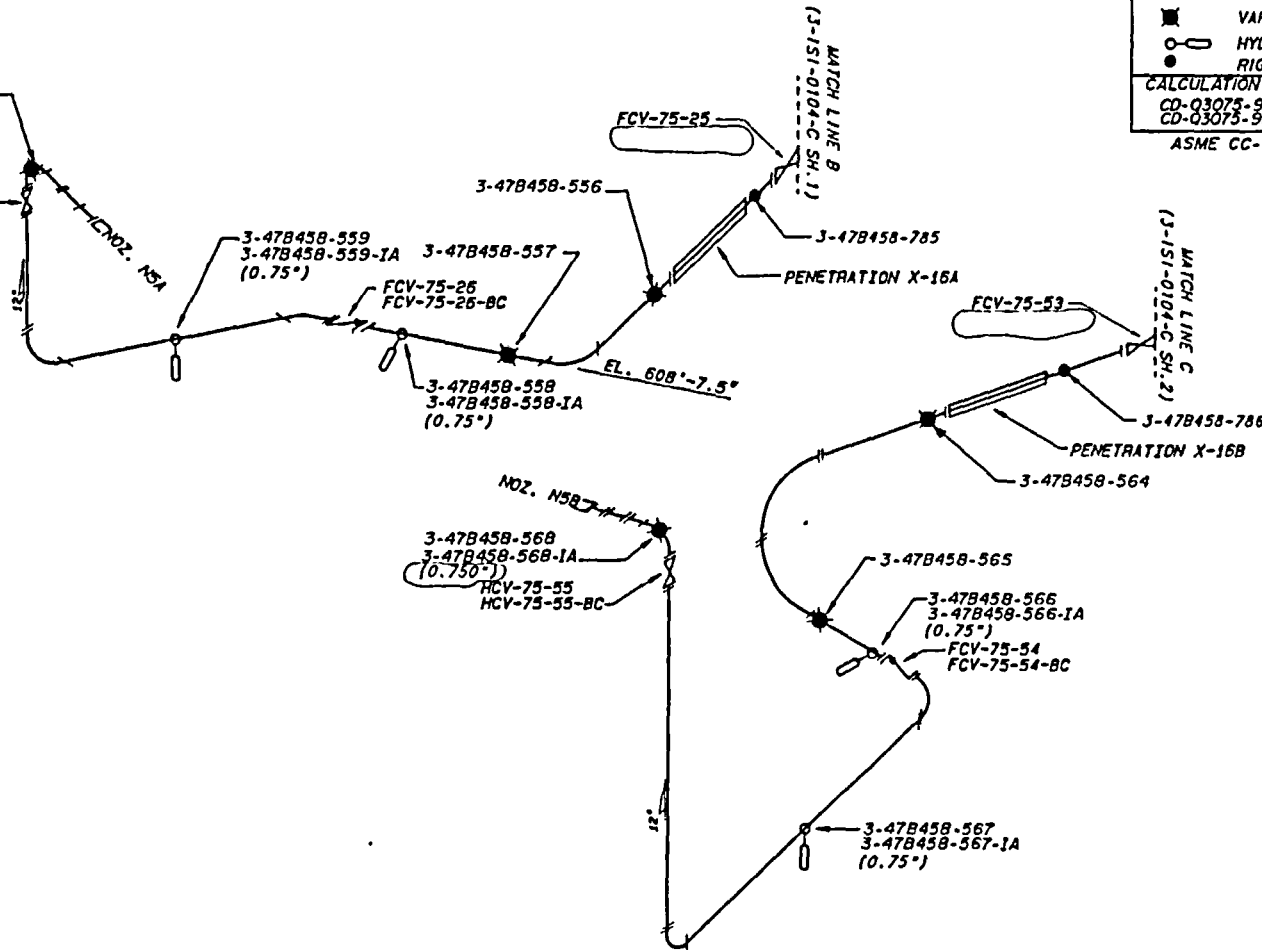 VAR
HYD
RIG
CALCULATION
CD-Q3075-9
CD-Q3075-9
ASME CC-
MATCH LINE B
(3-ISI-0104-C SH.1)
FCV-75-25
3-47B458-556
3-47B458-785
PENETRATION X-16A
NOZ. N5A
12"
3-47B458-559
3-47B458-559-IA
(0.75")
3-47B458-557
FCV-75-26
FCV-75-26-BC
3-47B458-558
3-47B458-558-IA
(0.75")
EL. 608'-7.5"
MATCH LINE C
(3-ISI-0104-C SH.2)
FCV-75-53
3-47B458-786
PENETRATION X-16B
3-47B458-564
NOZ. N5B
3-47B458-568
3-47B458-568-IA
(0.750")
HCV-75-55
HCV-75-55-BC
3-47B458-565
3-47B458-566
3-47B458-566-IA
(0.75")
FCV-75-54
FCV-75-54-BC
12"
3-47B458-567
3-47B458-567-IA
(0.75")